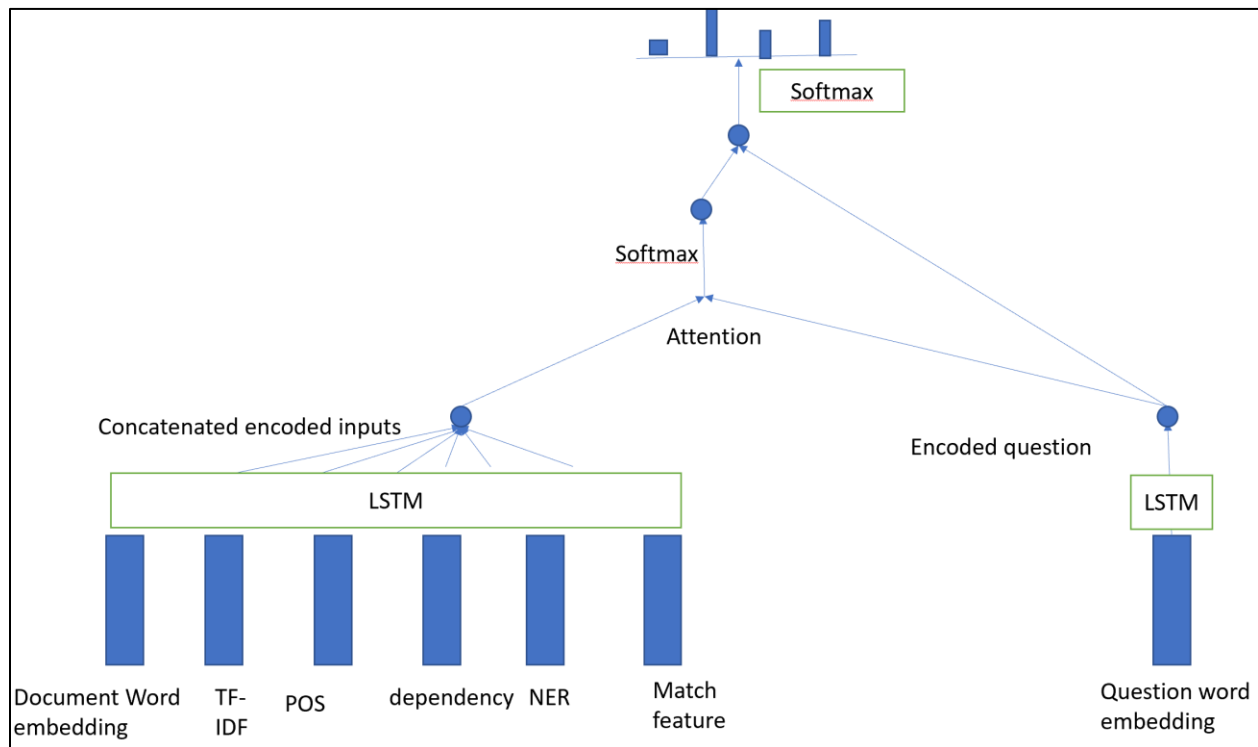 Softmax
Softmax
Attention
Concatenated encoded inputs
Encoded question
LSTM
LSTM
Document Word
embedding
TF-
IDF
POS
dependency
NER
Match
feature
Question word
embedding